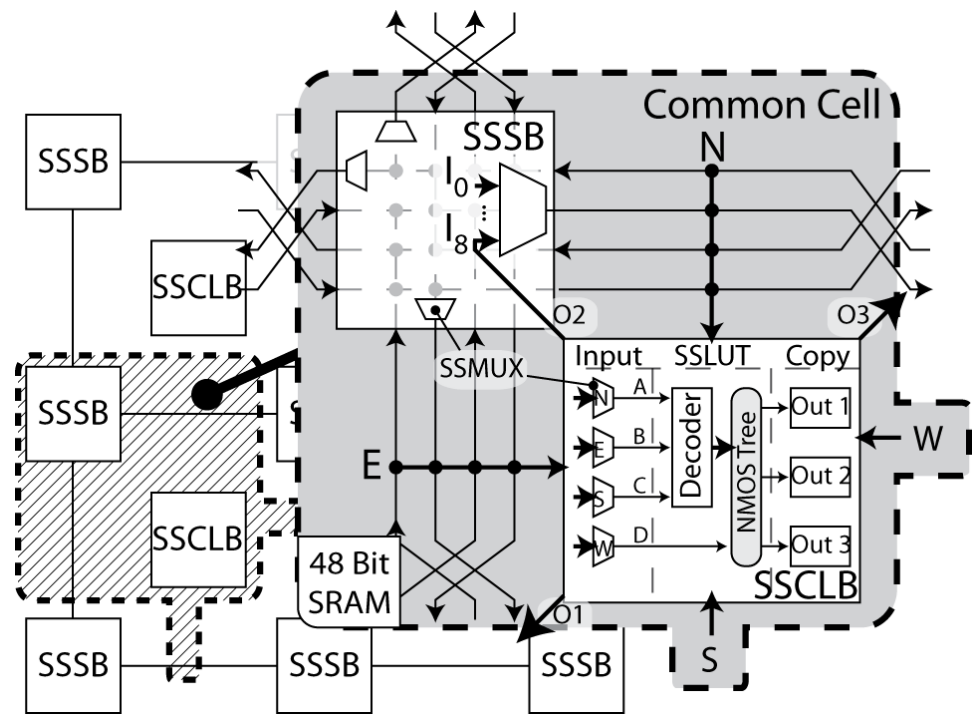 Common Cell
SSSB
SSSB
N
I0
⋮
I8
SSCLB
O2
O3
SSMUX
Input
SSLUT
Copy
SSSB
N
A
Out 1
E
B
Decoder
NMOS Tree
W
E
S
C
Out 2
SSCLB
W
D
Out 3
48 Bit
SRAM
SSCLB
O1
SSSB
SSSB
SSSB
S